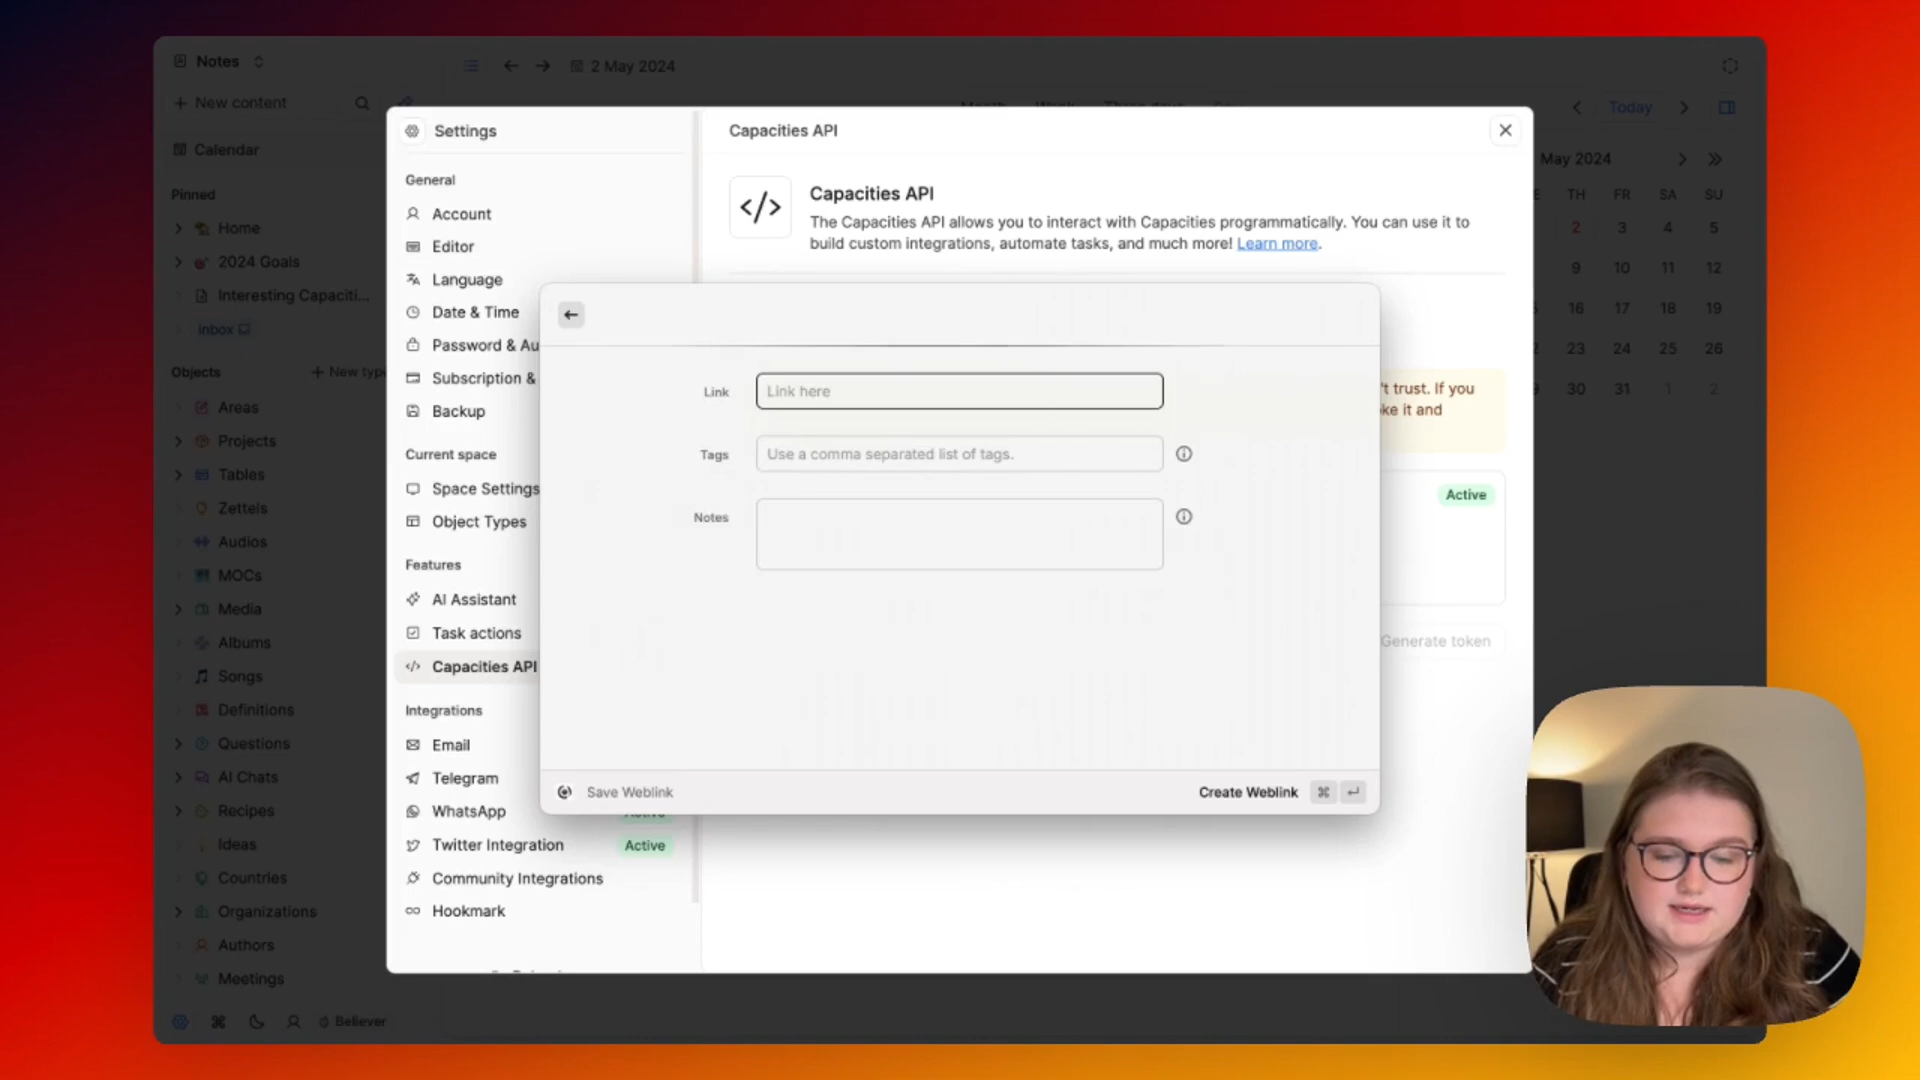 Notes
2 May 2024
New content
Today
Calendar
Pinned
Home
2024 Goals
Interesting Capaciti...
inbox
Objects
New type
Areas
Projects
Tables
Zettels
Audios
MOCs
Media
Albums
Songs
Definitions
Questions
AI Chats
Recipes
Ideas
Countries
Organizations
Authors
Meetings
Believer
Settings
General
Account
Editor
Language
Date & Time
Password & Au
Subscription &
Backup
Current space
Space Settings
Object Types
Features
AI Assistant
Task actions
Capacities API
Integrations
Email
Telegram
WhatsApp
Twitter Integration Active
Community Integrations
Hookmark
Capacities API
Capacities API
The Capacities API allows you to interact with Capacities programmatically. You can use it to
build custom integrations, automate tasks, and much more! Learn more.
't trust. If you
ke it and
Active
Generate token
Link Link here
Tags Use a comma separated list of tags.
Notes
Save Weblink
Create Weblink ⌘ ↵
May 2024
TH FR SA SU
2 3 4 5
9 10 11 12
16 17 18 19
23 24 25 26
30 31 1 2